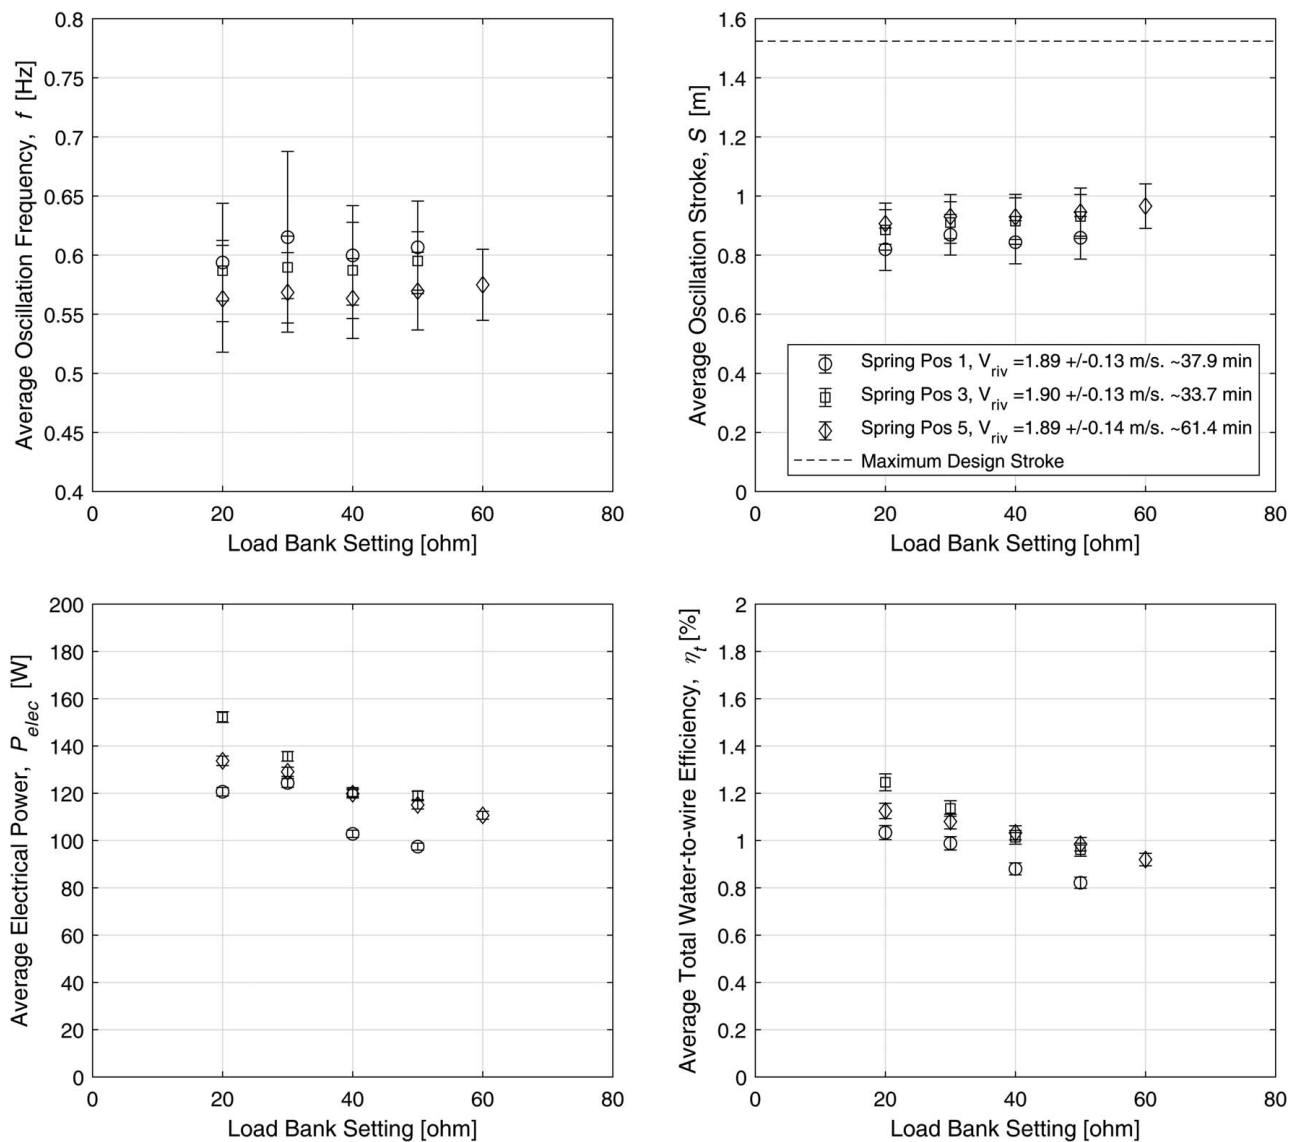 0.8
0.75
0.7
0.65
0.6
0.55
0.5
0.45
0.4
Average Oscillation Frequency, f [Hz]
0 20 40 60 80
Load Bank Setting [ohm]
1.6
1.4
1.2
1
0.8
0.6
0.4
0.2
0
Average Oscillation Stroke, S [m]
Spring Pos 1, V_riv =1.89 +/-0.13 m/s. ~37.9 min
Spring Pos 3, V_riv =1.90 +/-0.13 m/s. ~33.7 min
Spring Pos 5, V_riv =1.89 +/-0.14 m/s. ~61.4 min
Maximum Design Stroke
0 20 40 60 80
Load Bank Setting [ohm]
200
180
160
140
120
100
80
60
40
20
0
Average Electrical Power, P_elec [W]
0 20 40 60 80
Load Bank Setting [ohm]
2
1.8
1.6
1.4
1.2
1
0.8
0.6
0.4
0.2
0
Average Total Water-to-wire Efficiency, η_t [%]
0 20 40 60 80
Load Bank Setting [ohm]